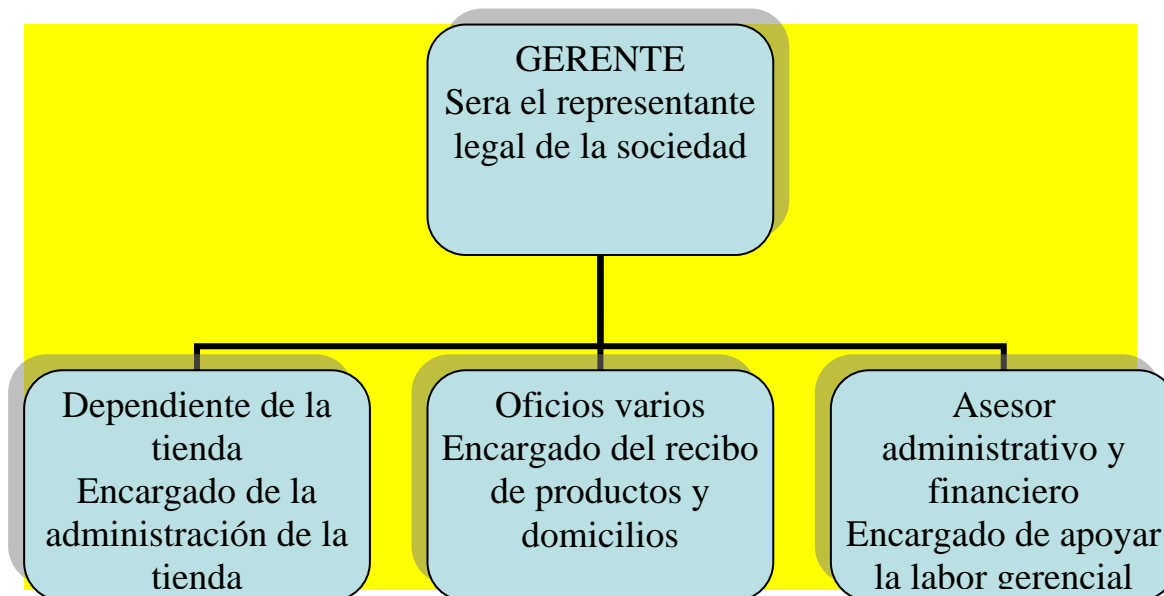 GERENTE
Sera el representante
legal de la sociedad
Dependiente de la
tienda
Encargado de la
administración de la
tienda
Oficios varios
Encargado del recibo
de productos y
domicilios
Asesor
administrativo y
financiero
Encargado de apoyar
la labor gerencial